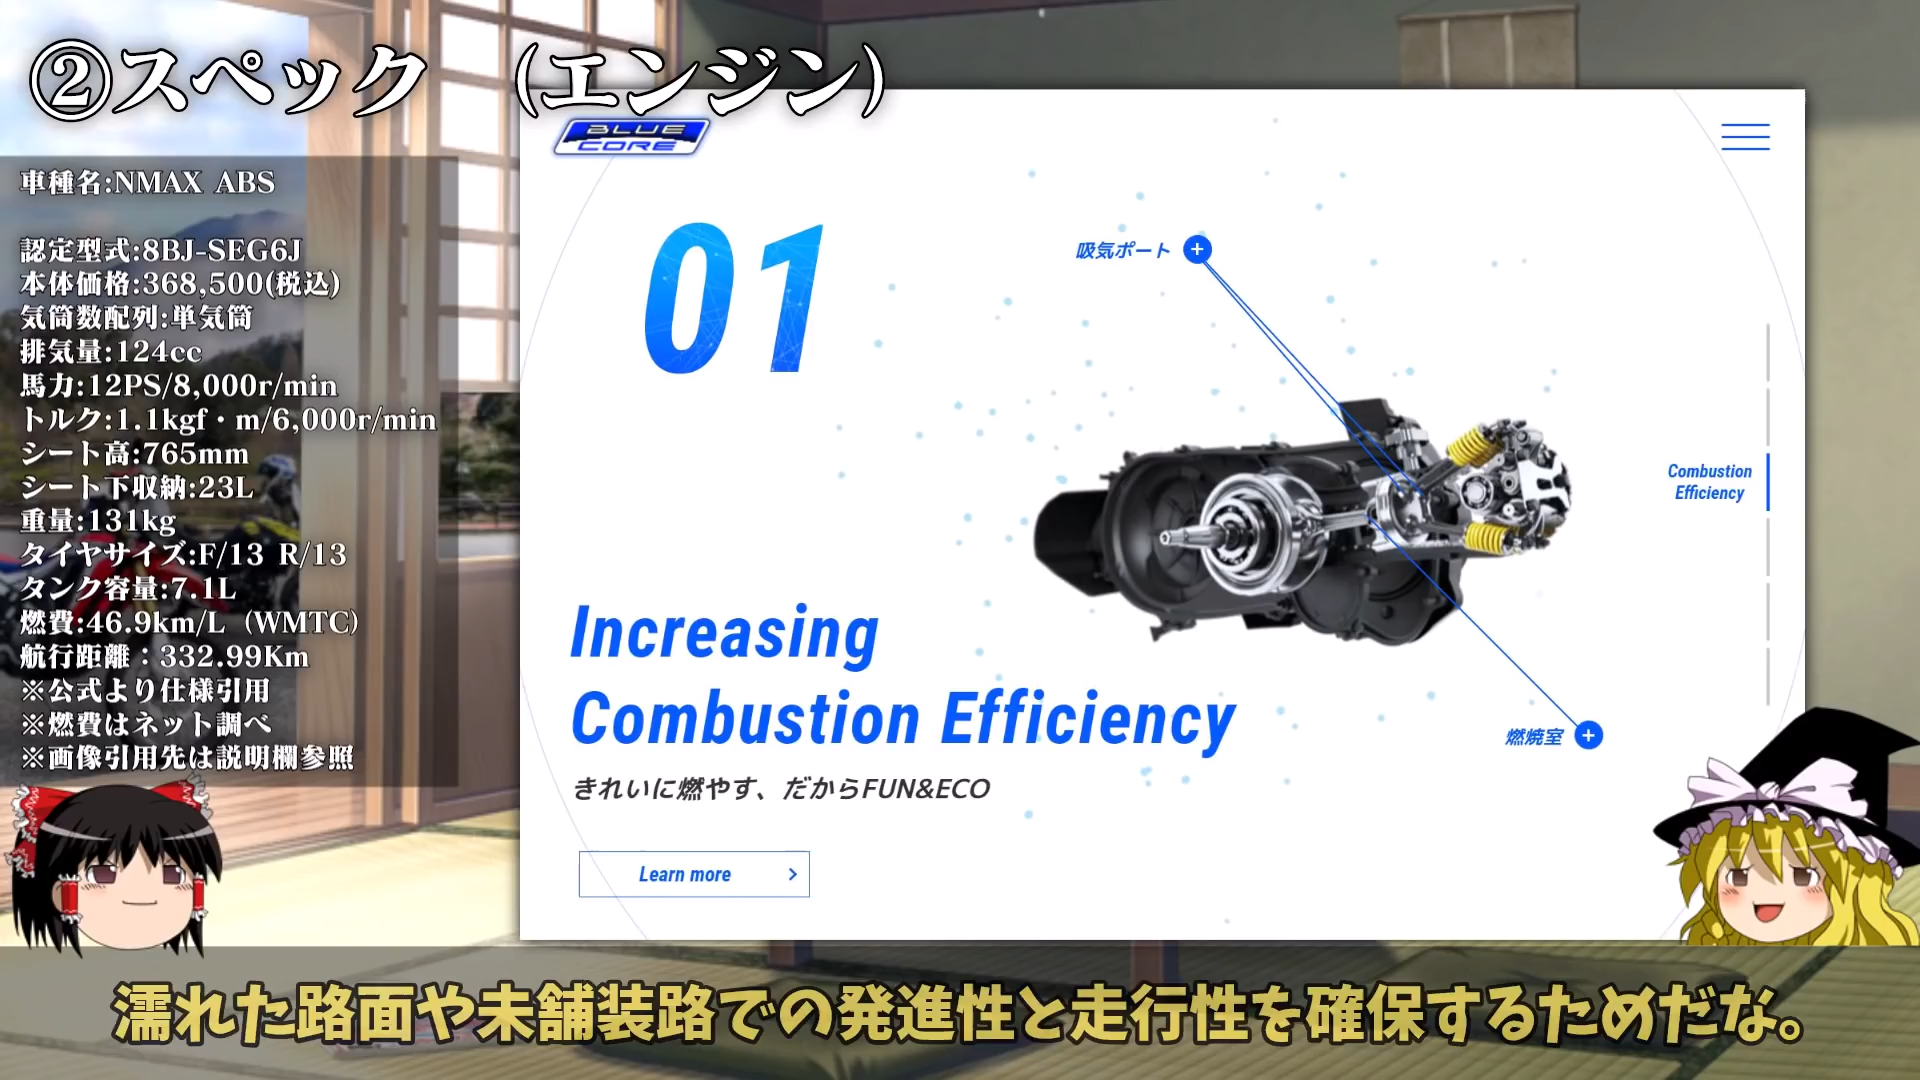 ②スペック (エンジン)
車種名:NMAX ABS
認定型式:8BJ-SEG6J
本体価格:368,500(税込)
気筒数配列:単気筒
排気量:124cc
馬力:12PS/8,000r/min
トルク:1.1kgf・m/6,000r/min
シート高:765mm
シート下収納:23L
重量:131kg
タイヤサイズ:F/13 R/13
タンク容量:7.1L
燃費:46.9km/L (WMTC)
航行距離：332.99Km
※公式より仕様引用
※燃費はネット調べ
※画像引用先は説明欄参照
BLUE
CORE
01
吸気ポート
Combustion
Efficiency
Increasing
Combustion Efficiency
燃焼室
きれいに燃やす、だからFUN&ECO
Learn more
濡れた路面や未舗装路での発進性と走行性を確保するためだな。